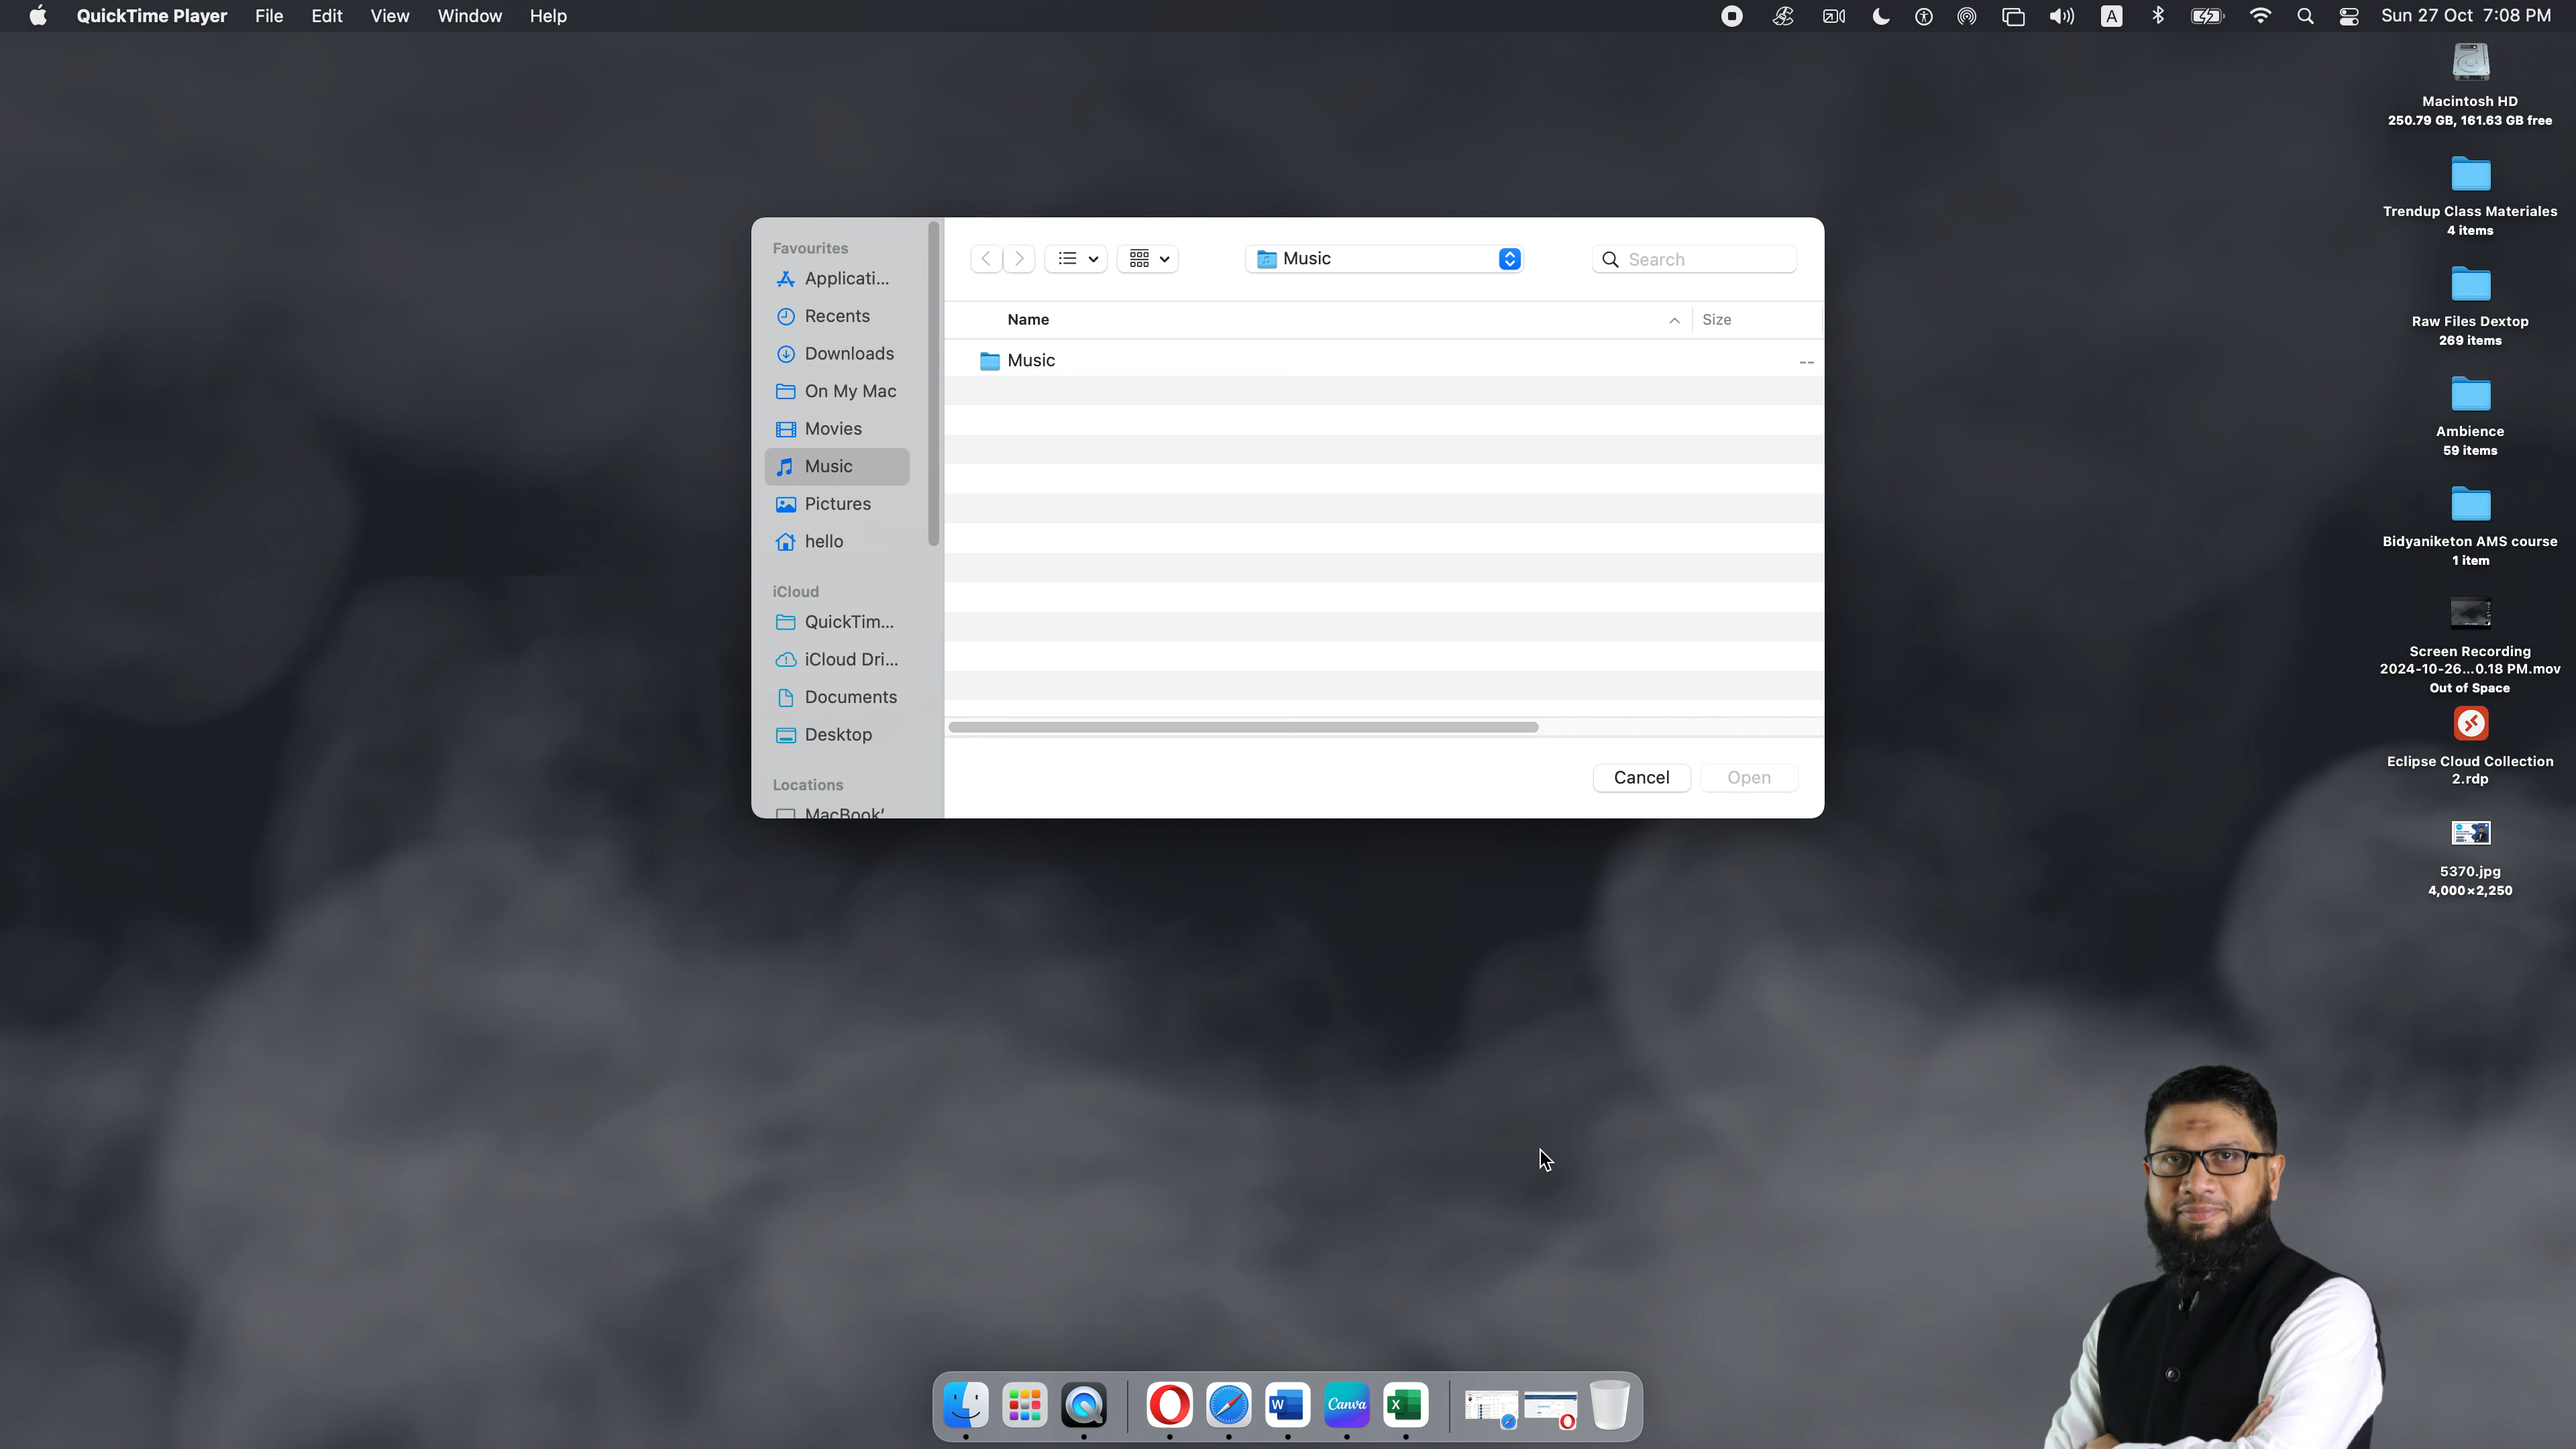 QuickTime Player File Edit View Window Help
A
Sun 27 Oct 7:08 PM
Macintosh HD
250.79 GB, 161.63 GB free
Trendup Class Materiales
4 items
Raw Files Dextop
269 items
Ambience
59 items
Bidyaniketon AMS course
1 item
Screen Recording
2024-10-26...0.18 PM.mov
Out of Space
Eclipse Cloud Collection
2.rdp
5370.jpg
4,000×2,250
Favourites
Applicati...
Recents
Downloads
On My Mac
Movies
Music
Pictures
hello
iCloud
QuickTim...
iCloud Dri...
Documents
Desktop
Locations
MacBook'
Music
Search
Name
Size
Music
--
Cancel
Open
W
Canva
X